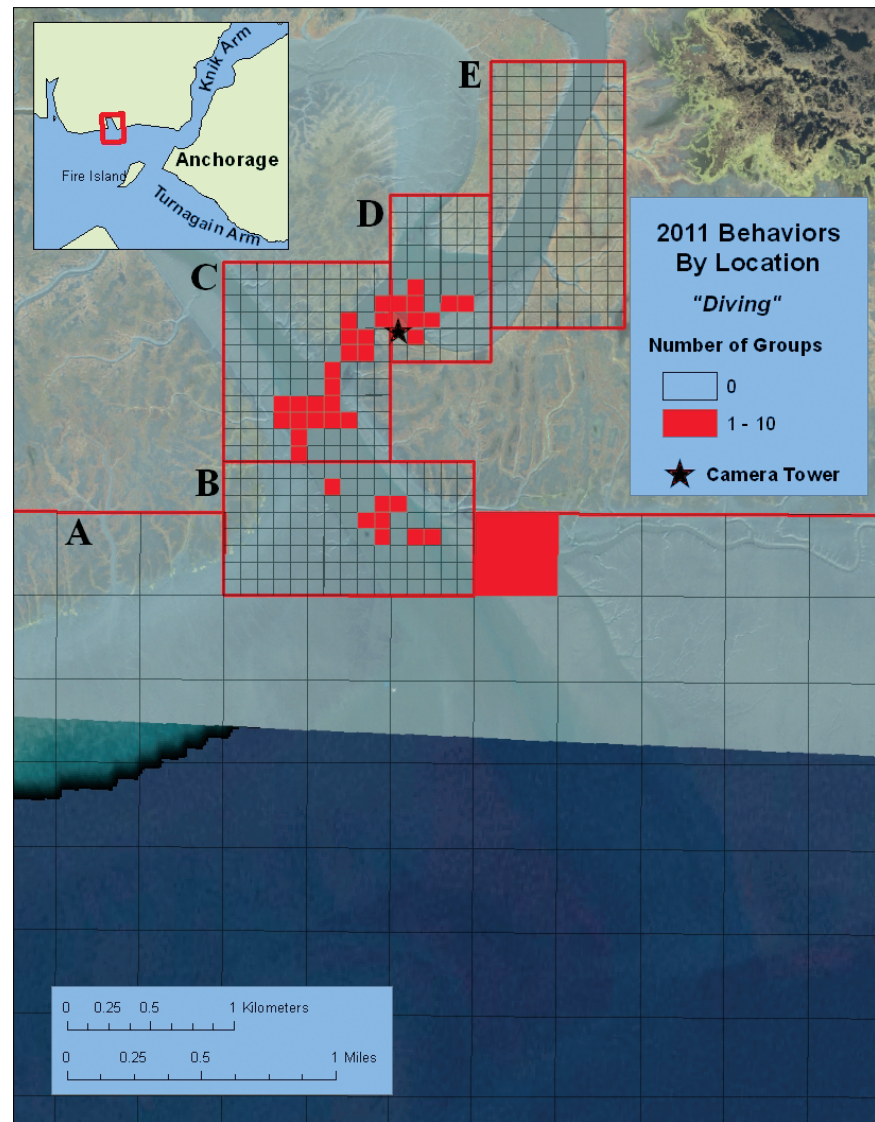 Knik Arm
Anchorage
Fire Island
Turnagain Arm
E
D
C
B
A
2011 Behaviors
By Location
"Diving"
Number of Groups
0
1 - 10
Camera Tower
0 0.25 0.5 1 Kilometers
0 0.25 0.5 1 Miles